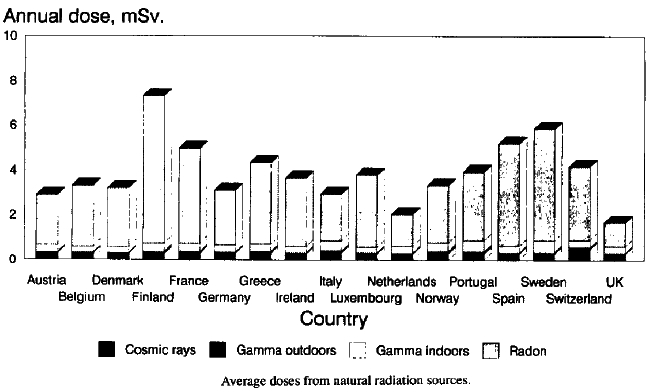 Annual dose, mSv.
10
8
6
4
2
0
Austria Denmark France Greece Italy Netherlands Portugal Sweden UK
Belgium Finland Germany Ireland Luxembourg Norway Spain Switzerland
Country
Cosmic rays Gamma outdoors Gamma indoors Radon
Average doses from natural radiation sources.